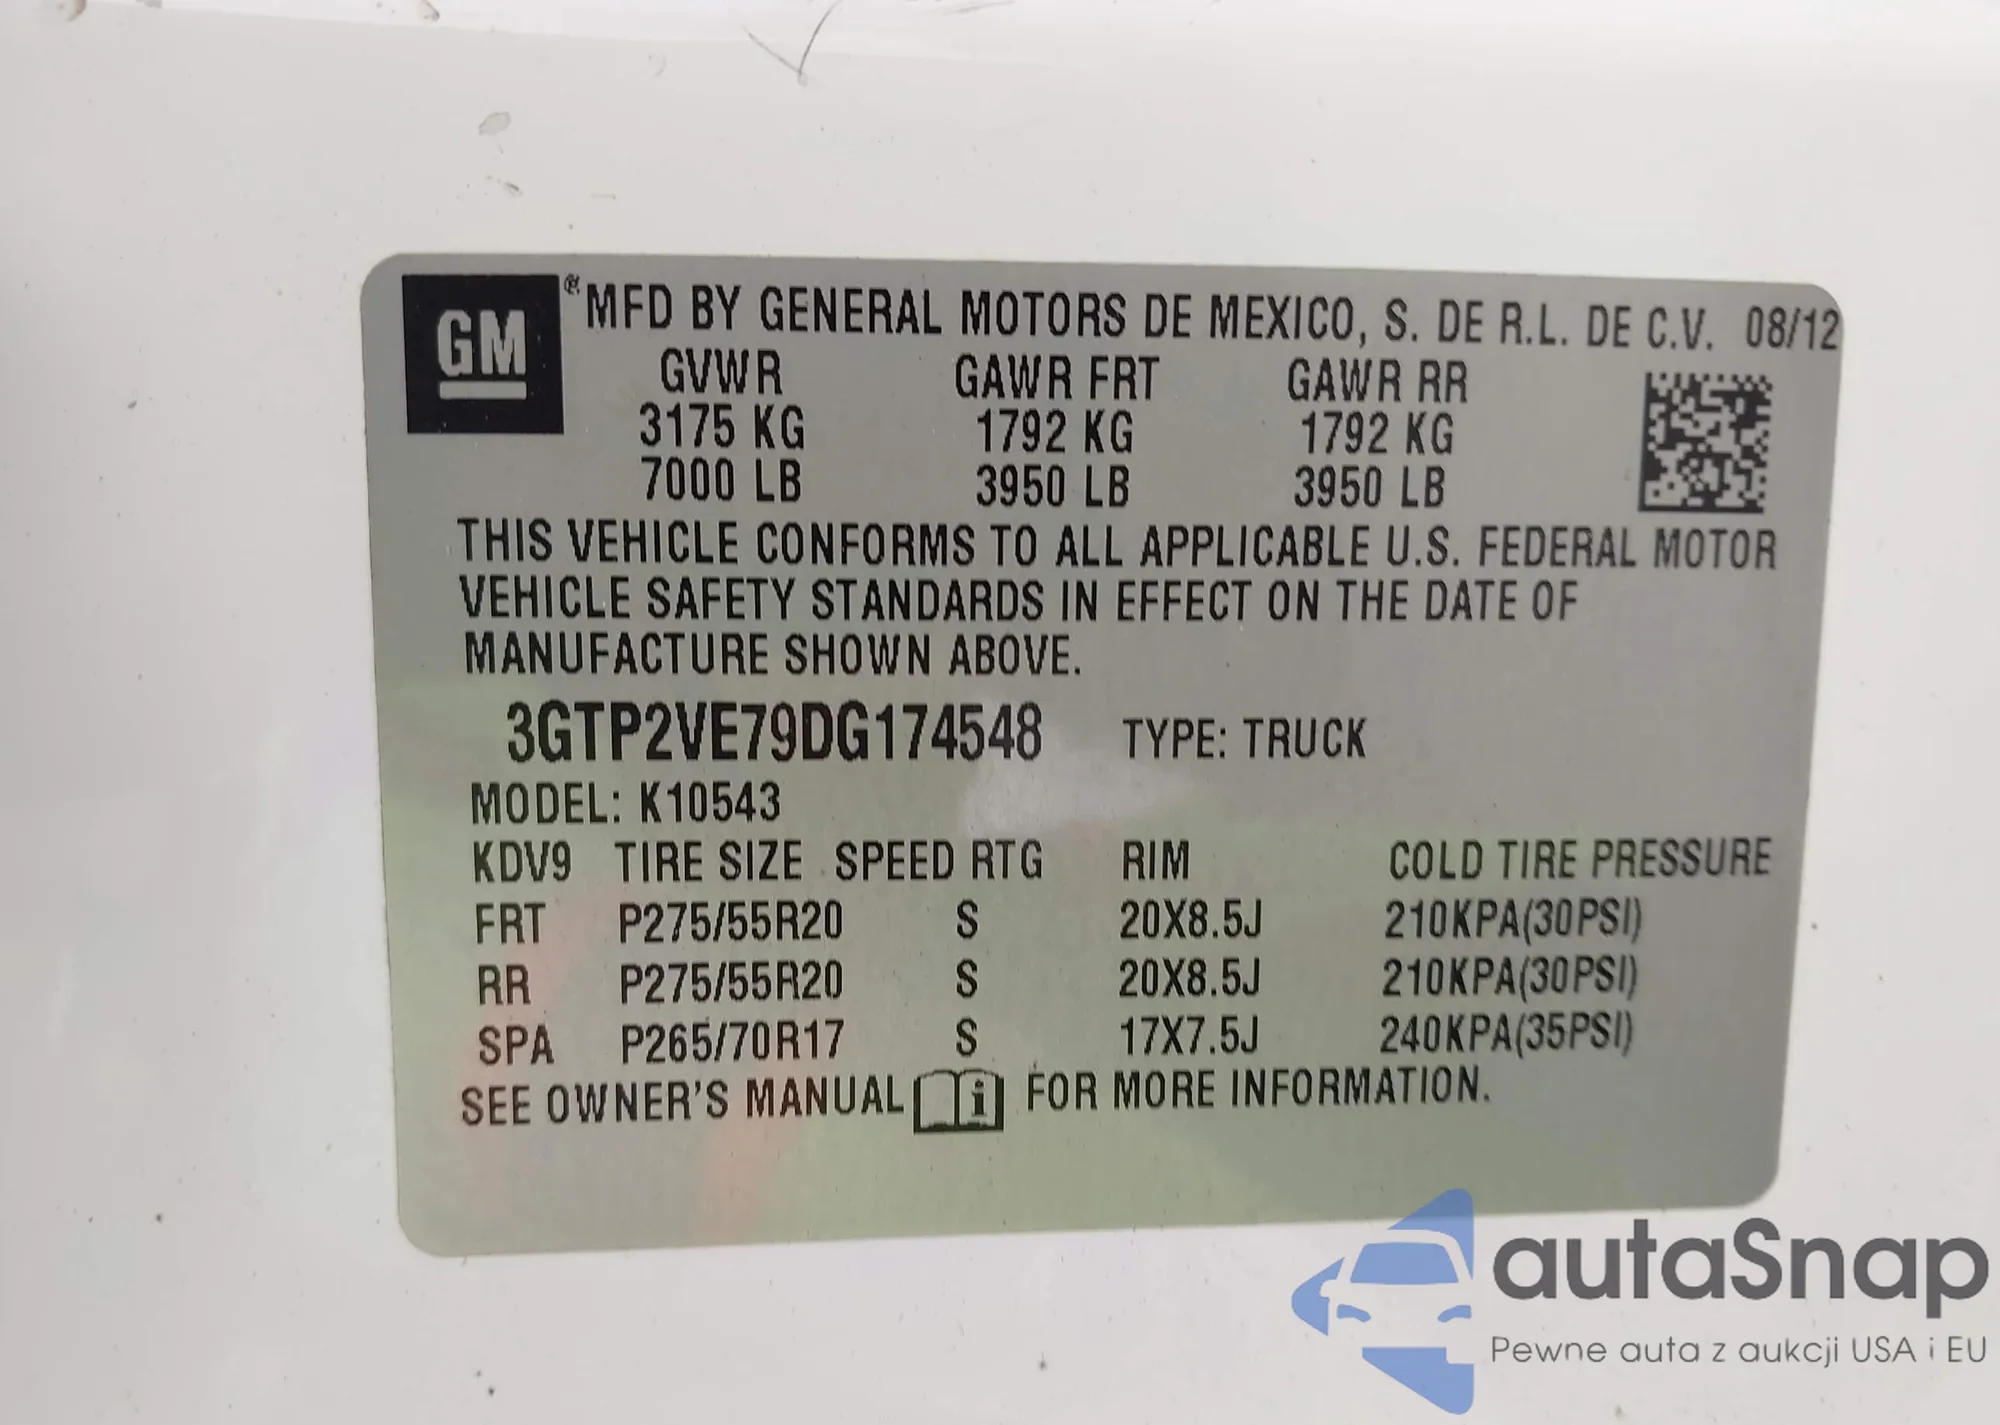 GM ® MFD BY GENERAL MOTORS DE MEXICO, S. DE R.L. DE C.V. 08/12
GVWR GAWR FRT GAWR RR
3175 KG 1792 KG 1792 KG
7000 LB 3950 LB 3950 LB
THIS VEHICLE CONFORMS TO ALL APPLICABLE U.S. FEDERAL MOTOR
VEHICLE SAFETY STANDARDS IN EFFECT ON THE DATE OF
MANUFACTURE SHOWN ABOVE.
3GTP2VE79DG174548 TYPE: TRUCK
MODEL: K10543
KDV9 TIRE SIZE SPEED RTG RIM COLD TIRE PRESSURE
FRT P275/55R20 S 20X8.5J 210KPA(30PSI)
RR P275/55R20 S 20X8.5J 210KPA(30PSI)
SPA P265/70R17 S 17X7.5J 240KPA(35PSI)
SEE OWNER'S MANUAL i FOR MORE INFORMATION.
autaSnap
Pewne auta z aukcji USA i EU